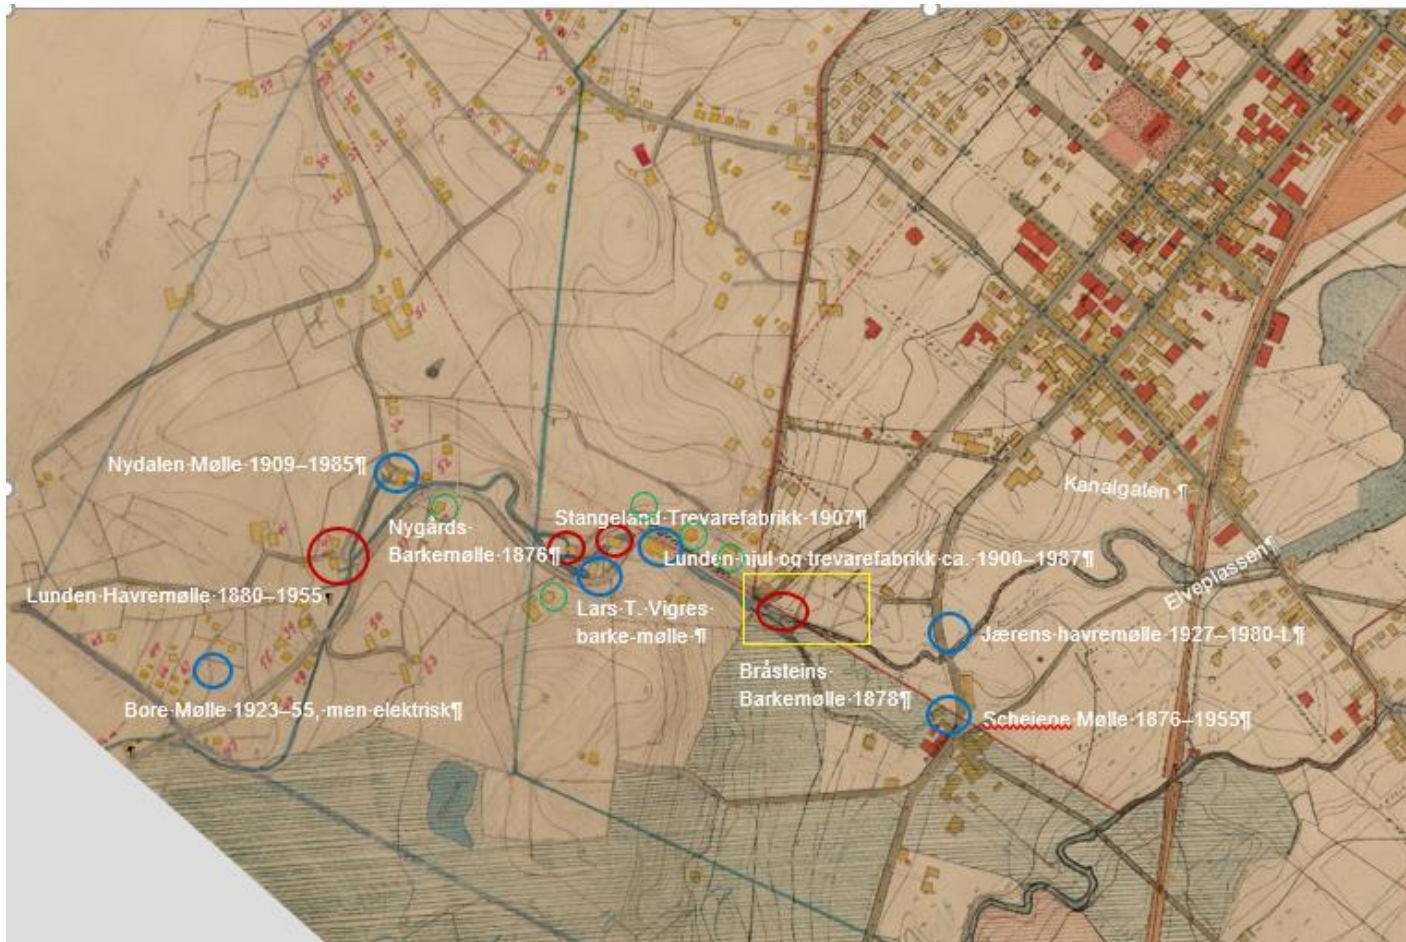 Kanalgaten ¶
Nydalen Mølle 1909–1985¶
Nygårds
Barkemølle 1876¶
Stangeland Trevarefabrikk 1907¶
Lunden hjul og trevarefabrikk ca. 1900–1987¶
Elveplassen¶
Lunden Havremølle 1880–1955
Lars T. Vigres
barke-mølle ¶
Jærens havremølle 1927–1980-t.¶
Bråsteins
Barkemølle 1878¶
Bore Mølle 1923–55, men elektrisk¶
Scheiene Mølle 1876–1955¶